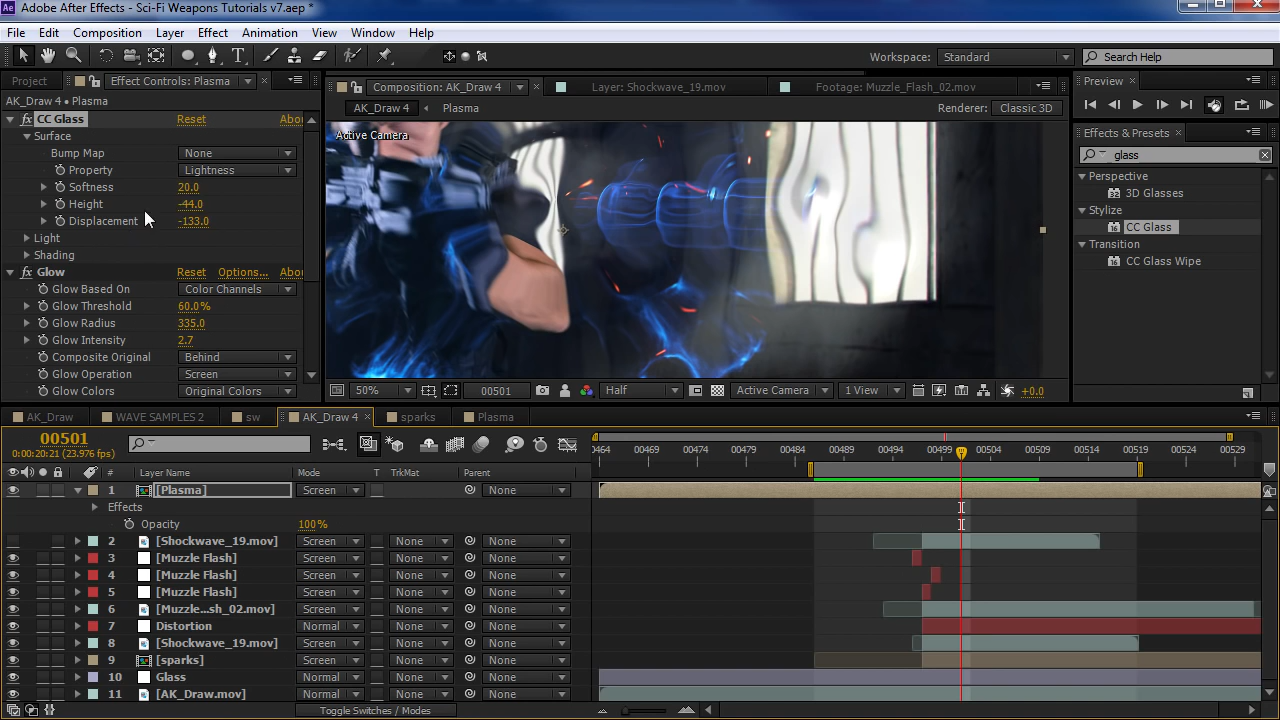 Adobe After Effects - Sci-Fi Weapons Tutorials v7.aep *
File Edit Composition Layer Effect Animation View Window Help
Workspace: Standard Search Help
Project Effect Controls: Plasma
AK_Draw 4 • Plasma
fx CC Glass Reset Abou
Surface
Bump Map None
Property Lightness
Softness 20.0
Height -44.0
Displacement -133.0
Light
Shading
fx Glow Reset Options... Abou
Glow Based On Color Channels
Glow Threshold 60.0%
Glow Radius 335.0
Glow Intensity 2.7
Composite Original Behind
Glow Operation Screen
Glow Colors Original Colors
Composition: AK_Draw 4 Layer: Shockwave_19.mov Footage: Muzzle_Flash_02.mov
AK_Draw 4 Plasma Renderer: Classic 3D
Active Camera
50% 00501 Half Active Camera 1 View +0.0
Preview
Effects & Presets
glass
Perspective
3D Glasses
Stylize
CC Glass
Transition
CC Glass Wipe
AK_Draw WAVE SAMPLES 2 sw AK_Draw 4 sparks Plasma
00501
0:00:20:21 (23.976 fps)
00464 00469 00474 00479 00484 00489 00494 00499 00504 00509 00514 00519 00524 00529
# Layer Name Mode T TrkMat Parent
1 [Plasma] Screen None
Effects
Opacity 100%
2 [Shockwave_19.mov] Screen None None
3 [Muzzle Flash] Screen None None
4 [Muzzle Flash] Screen None None
5 [Muzzle Flash] Screen None None
6 [Muzzle...sh_02.mov] Screen None None
7 Distortion Normal None None
8 [Shockwave_19.mov] Screen None None
9 [sparks] Screen None None
10 Glass Normal None None
11 [AK_Draw.mov] Normal None None
Toggle Switches / Modes